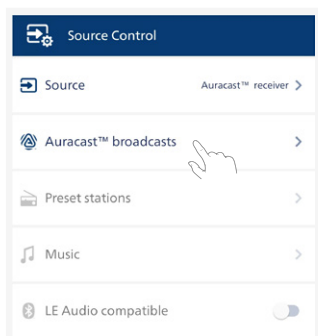 Source Control
Source Auracast™ receiver
Auracast™ broadcasts
Preset stations
Music
LE Audio compatible